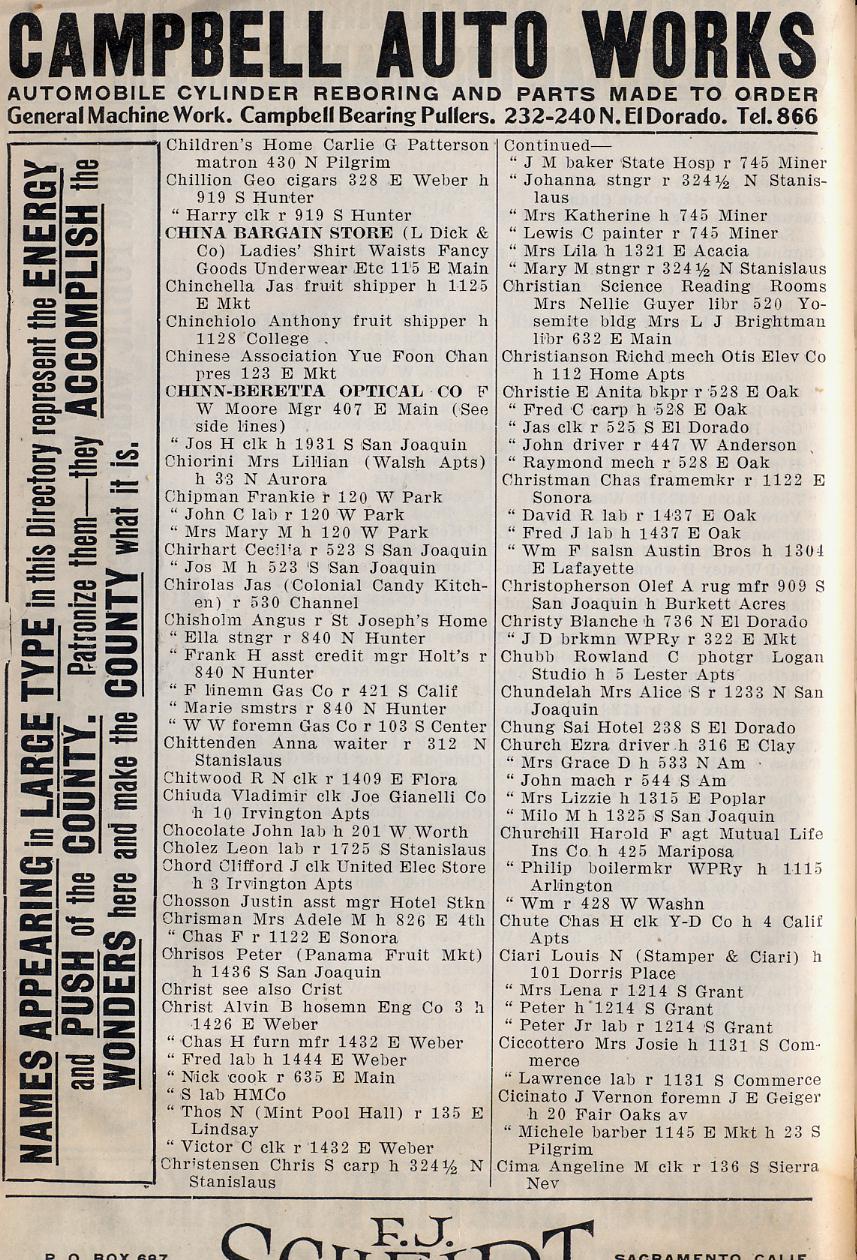 CAMPBELL AUTO WORKS
AUTOMOBILE CYLINDER REBORING AND PARTS MADE TO ORDER
General Machine Work. Campbell Bearing Pullers. 232-240 N. El Dorado. Tel. 866
NAMES APPEARING in LARGE TYPE in this Directory represent the ENERGY
and PUSH of the COUNTY. Patronize them—they ACCOMPLISH the
WONDERS here and make the COUNTY what it is.
Children's Home Carlie G Patterson
matron 430 N Pilgrim
Chillion Geo cigars 328 E Weber h
919 S Hunter
" Harry clk r 919 S Hunter
CHINA BARGAIN STORE (L Dick &
Co) Ladies' Shirt Waists Fancy
Goods Underwear Etc 115 E Main
Chinchella Jas fruit shipper h 1125
E Mkt
Chinchiolo Anthony fruit shipper h
1128 College
Chinese Association Yue Foon Chan
pres 123 E Mkt
CHINN-BERETTA OPTICAL CO F
W Moore Mgr 407 E Main (See
side lines)
" Jos H clk h 1931 S San Joaquin
Chiorini Mrs Lillian (Walsh Apts)
h 33 N Aurora
Chipman Frankie r 120 W Park
" John C lab r 120 W Park
" Mrs Mary M h 120 W Park
Chirhart Cecilia r 523 S San Joaquin
" Jos M h 523 S San Joaquin
Chirolas Jas (Colonial Candy Kitch-
en) r 530 Channel
Chisholm Angus r St Joseph's Home
" Ella stngr r 840 N Hunter
" Frank H asst credit mgr Holt's r
840 N Hunter
" F linemn Gas Co r 421 S Calif
" Marie smstrs r 840 N Hunter
" W W foremn Gas Co r 103 S Center
Chittenden Anna waiter r 312 N
Stanislaus
Chitwood R N clk r 1409 E Flora
Chiuda Vladimir clk Joe Gianelli Co
h 10 Irvington Apts
Chocolate John lab h 201 W Worth
Cholez Leon lab r 1725 S Stanislaus
Chord Clifford J clk United Elec Store
h 3 Irvington Apts
Chosson Justin asst mgr Hotel Stkn
Chrisman Mrs Adele M h 826 E 4th
" Chas F r 1122 E Sonora
Chrisos Peter (Panama Fruit Mkt)
h 1436 S San Joaquin
Christ see also Crist
Christ Alvin B hosemn Eng Co 3 h
1426 E Weber
" Chas H furn mfr 1432 E Weber
" Fred lab h 1444 E Weber
" Nick cook r 635 E Main
" S lab HMCo
" Thos N (Mint Pool Hall) r 135 E
Lindsay
" Victor C clk r 1432 E Weber
Christensen Chris S carp h 324½ N
Stanislaus
Continued—
" J M baker State Hosp r 745 Miner
" Johanna stngr r 324½ N Stanis-
laus
" Mrs Katherine h 745 Miner
" Lewis C painter r 745 Miner
" Mrs Lila h 1321 E Acacia
" Mary M stngr r 324½ N Stanislaus
Christian Science Reading Rooms
Mrs Nellie Guyer libr 520 Yo-
semite bldg Mrs L J Brightman
libr 632 E Main
Christianson Richd mech Otis Elev Co
h 112 Home Apts
Christie E Anita bkpr r 528 E Oak
" Fred C carp h 528 E Oak
" Jas clk r 525 S El Dorado
" John driver r 447 W Anderson
" Raymond mech r 528 E Oak
Christman Chas framemkr r 1122 E
Sonora
" David R lab r 1437 E Oak
" Fred J lab h 1437 E Oak
" Wm F salsn Austin Bros h 1304
E Lafayette
Christopherson Olef A rug mfr 909 S
San Joaquin h Burkett Acres
Christy Blanche h 736 N El Dorado
" J D brkmn WPRy r 322 E Mkt
Chubb Rowland C photgr Logan
Studio h 5 Lester Apts
Chundelah Mrs Alice S r 1233 N San
Joaquin
Chung Sai Hotel 238 S El Dorado
Church Ezra driver h 316 E Clay
" Mrs Grace D h 533 N Am
" John mach r 544 S Am
" Mrs Lizzie h 1315 E Poplar
" Milo M h 1325 S San Joaquin
Churchill Harold F agt Mutual Life
Ins Co h 425 Mariposa
" Philip boilermkr WPRy h 1115
Arlington
" Wm r 428 W Washn
Chute Chas H clk Y-D Co h 4 Calif
Apts
Ciari Louis N (Stamper & Ciari) h
101 Dorris Place
" Mrs Lena r 1214 S Grant
" Peter h 1214 S Grant
" Peter Jr lab r 1214 S Grant
Ciccottero Mrs Josie h 1131 S Com-
merce
" Lawrence lab r 1131 S Commerce
Cicinato J Vernon foremn J E Geiger
h 20 Fair Oaks av
" Michele barber 1145 E Mkt h 23 S
Pilgrim
Cima Angeline M clk r 136 S Sierra
Nev
F. J.
SCHEIDT
P. O. BOX 687
SACRAMENTO, CALIF.